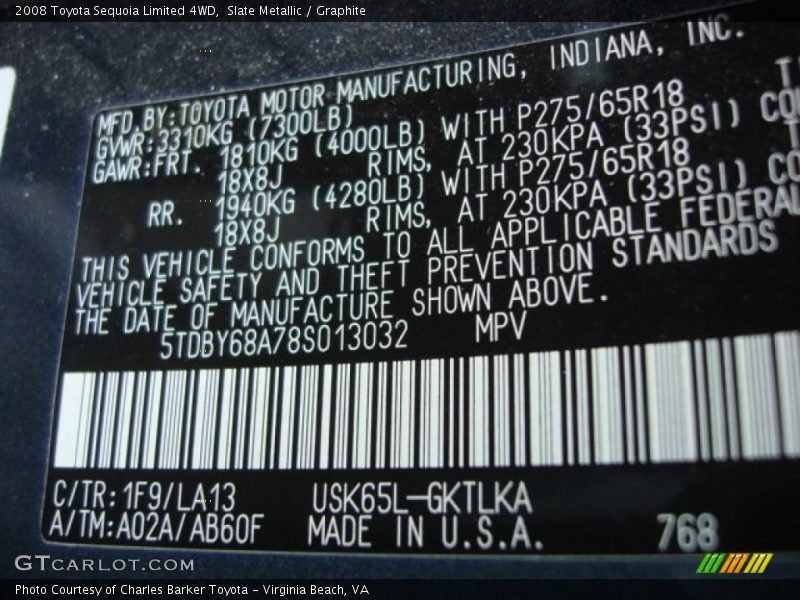 2008 Toyota Sequoia Limited 4WD,  Slate Metallic / Graphite
MFD.BY:TOYOTA MOTOR MANUFACTURING, INDIANA, INC.
GVWR:3310KG (7300LB)
GAWR:FRT. 1810KG (4000LB) WITH P275/65R18
18X8J RIMS, AT 230KPA (33PSI)
RR. 1940KG (4280LB) WITH P275/65R18
18X8J RIMS, AT 230KPA (33PSI)
THIS VEHICLE CONFORMS TO ALL APPLICABLE FEDERAL
VEHICLE SAFETY AND THEFT PREVENTION STANDARDS
THE DATE OF MANUFACTURE SHOWN ABOVE.
5TDBY68A78S013032 MPV
C/TR:1F9/LA13 USK65L-GKTLKA
A/TM:A02A/AB60F MADE IN U.S.A. 768
GTCARLOT.COM
Photo Courtesy of Charles Barker Toyota - Virginia Beach, VA